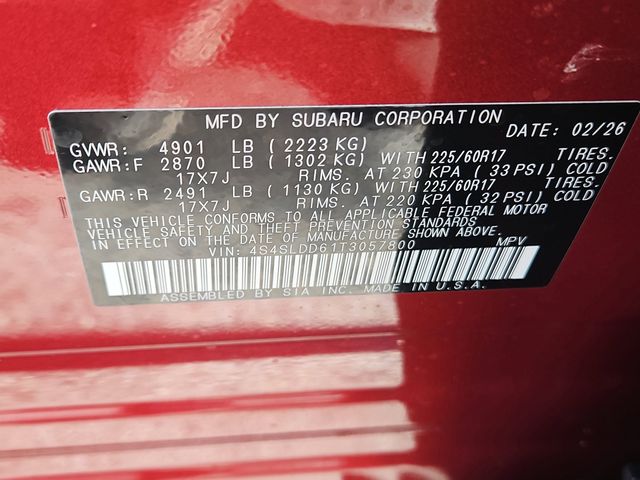 MFD BY SUBARU CORPORATION
DATE: 02/26
GVWR: 4901 LB (2223 KG)
GAWR:F 2870 LB (1302 KG) WITH 225/60R17 TIRES.
17X7J RIMS. AT 230 KPA (33 PSI) COLD
GAWR:R 2491 LB (1130 KG) WITH 225/60R17 TIRES.
17X7J RIMS. AT 220 KPA (32 PSI) COLD
THIS VEHICLE CONFORMS TO ALL APPLICABLE FEDERAL MOTOR
VEHICLE SAFETY AND THEFT PREVENTION STANDARDS
IN EFFECT ON THE DATE OF MANUFACTURE SHOWN ABOVE.
VIN: 4S4SLDD61T3057800 MPV
ASSEMBLED BY SIA INC. MADE IN U.S.A.